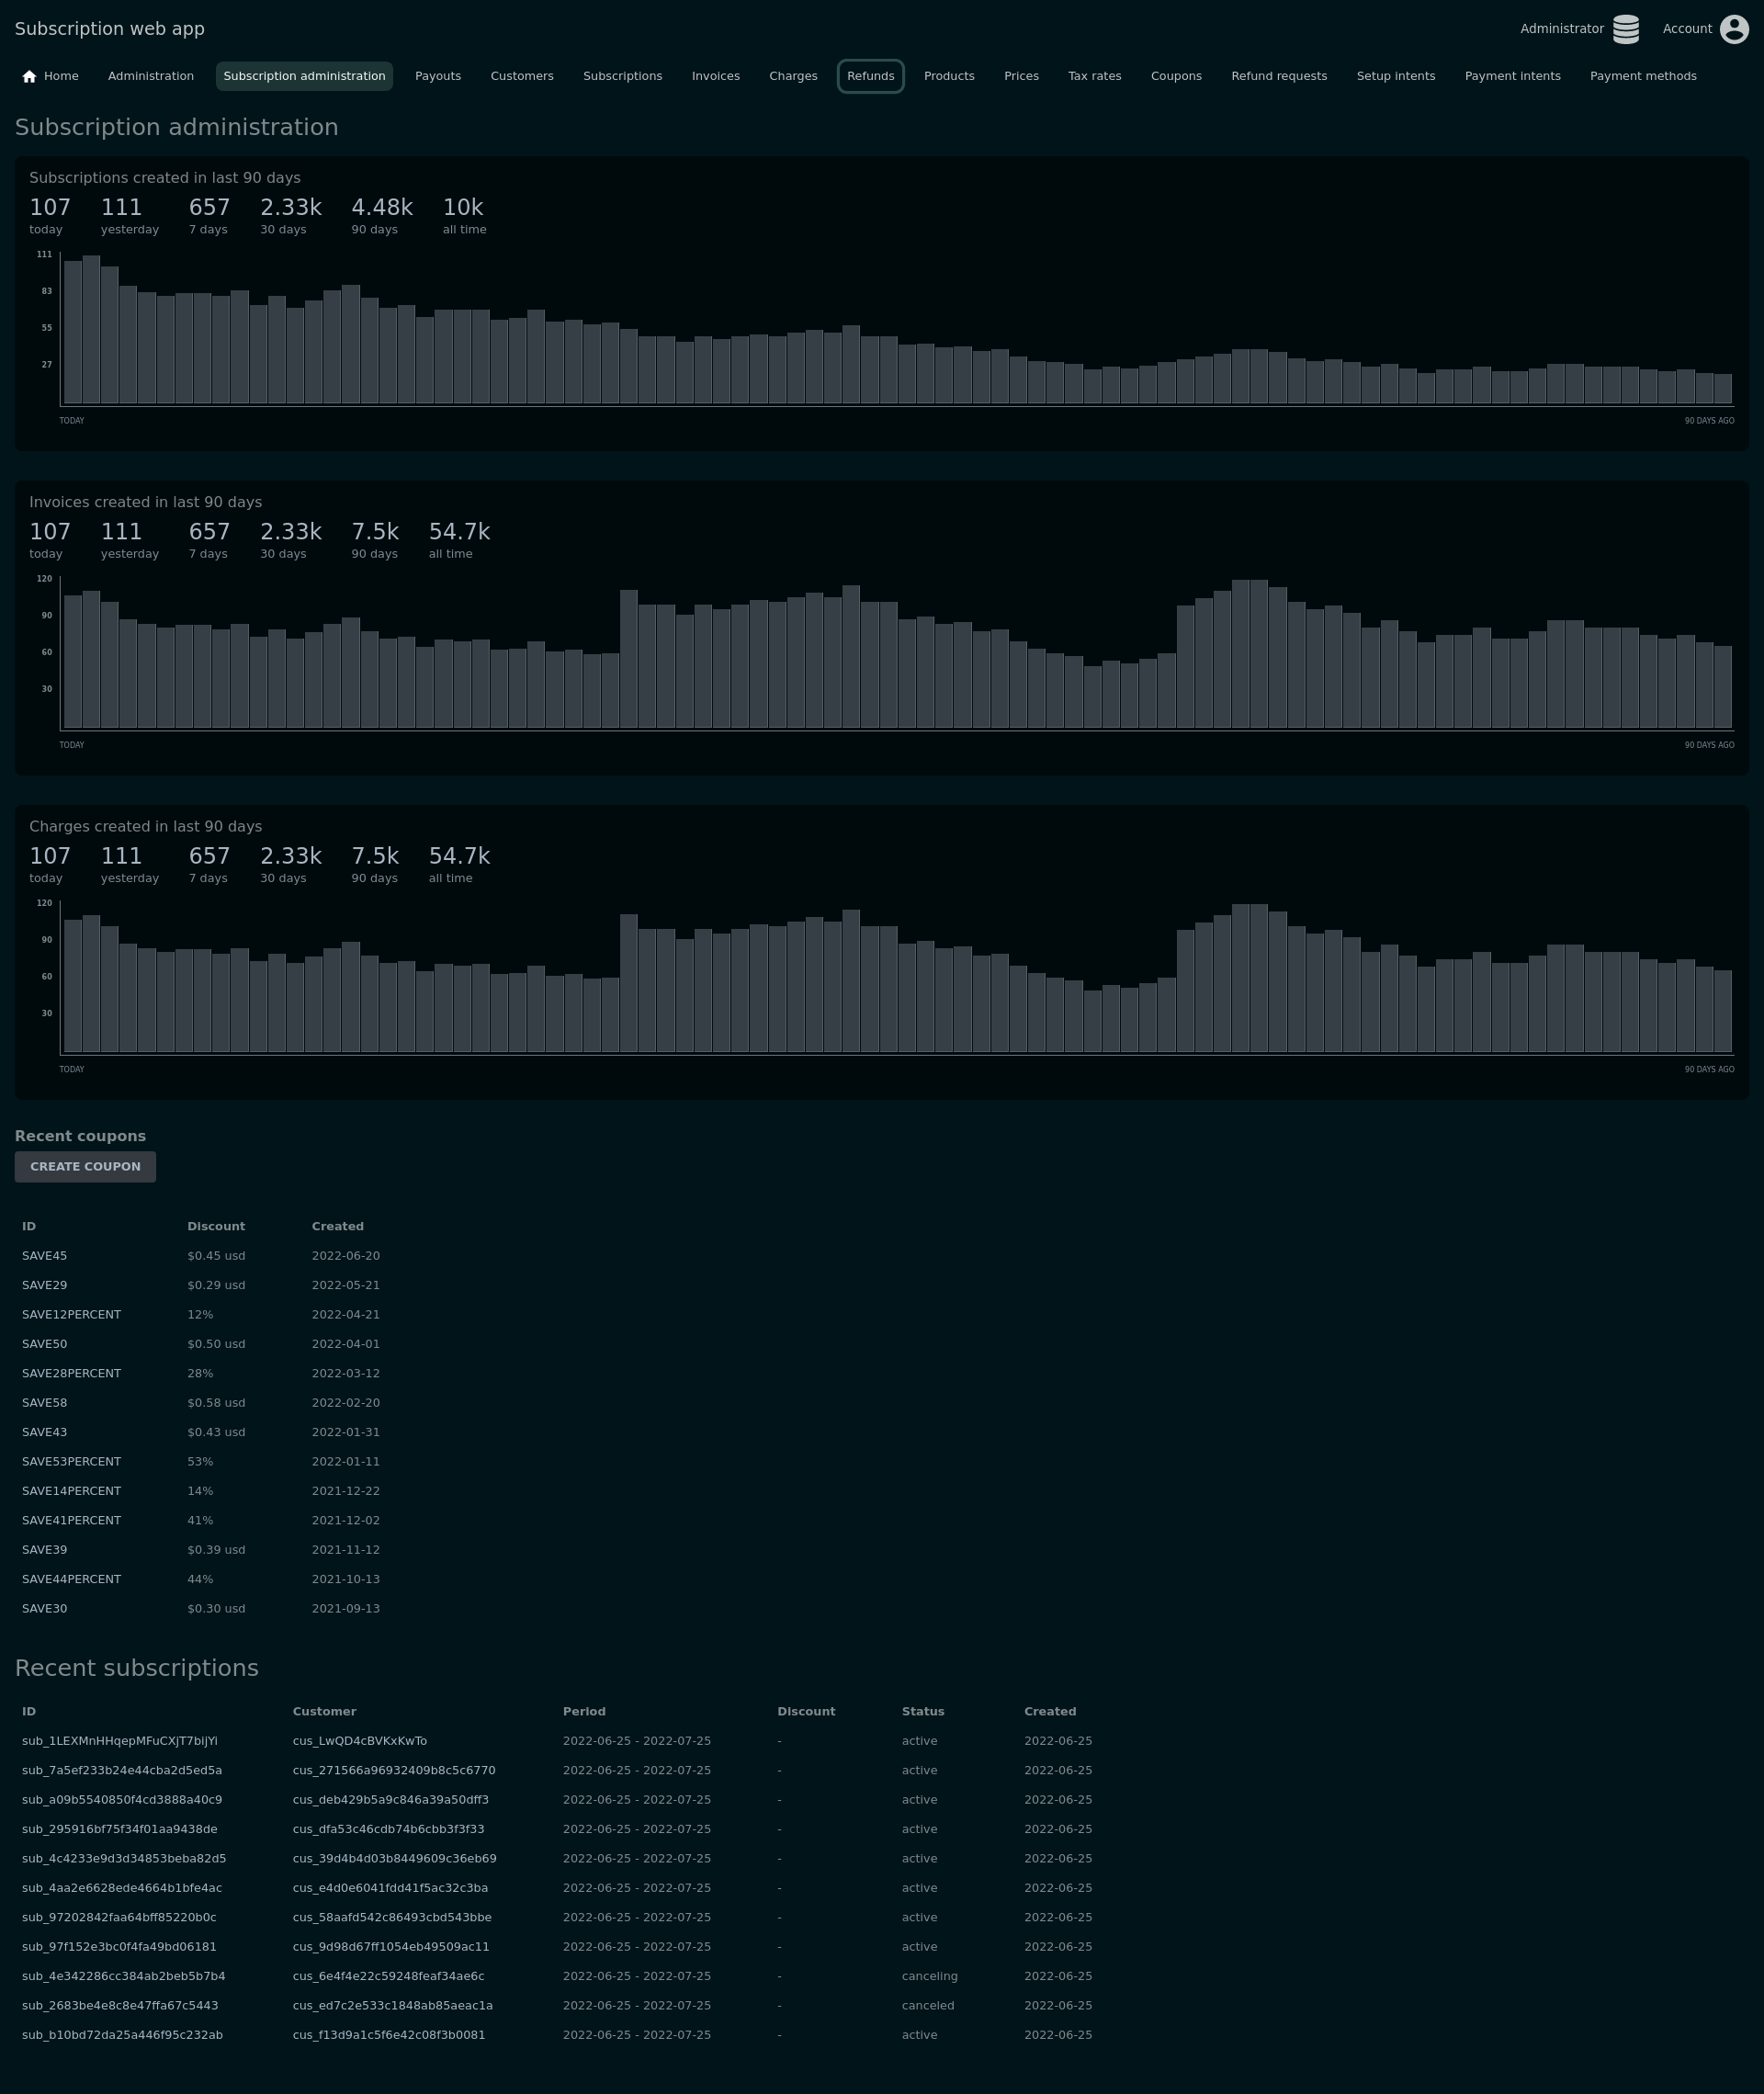 Subscription web app
Administrator Account
Home Administration Subscription administration Payouts Customers Subscriptions Invoices Charges Refunds Products Prices Tax rates Coupons Refund requests Setup intents Payment intents Payment methods
Subscription administration
Subscriptions created in last 90 days
107 111 657 2.33k 4.48k 10k
today yesterday 7 days 30 days 90 days all time
111
83
55
27
TODAY 90 DAYS AGO
Invoices created in last 90 days
107 111 657 2.33k 7.5k 54.7k
today yesterday 7 days 30 days 90 days all time
120
90
60
30
TODAY 90 DAYS AGO
Charges created in last 90 days
107 111 657 2.33k 7.5k 54.7k
today yesterday 7 days 30 days 90 days all time
120
90
60
30
TODAY 90 DAYS AGO
Recent coupons
CREATE COUPON
ID Discount Created
SAVE45 $0.45 usd 2022-06-20
SAVE29 $0.29 usd 2022-05-21
SAVE12PERCENT 12% 2022-04-21
SAVE50 $0.50 usd 2022-04-01
SAVE28PERCENT 28% 2022-03-12
SAVE58 $0.58 usd 2022-02-20
SAVE43 $0.43 usd 2022-01-31
SAVE53PERCENT 53% 2022-01-11
SAVE14PERCENT 14% 2021-12-22
SAVE41PERCENT 41% 2021-12-02
SAVE39 $0.39 usd 2021-11-12
SAVE44PERCENT 44% 2021-10-13
SAVE30 $0.30 usd 2021-09-13
Recent subscriptions
ID Customer Period Discount Status Created
sub_1LEXMnHHqepMFuCXjT7bijYi cus_LwQD4cBVKxKwTo 2022-06-25 - 2022-07-25 - active 2022-06-25
sub_7a5ef233b24e44cba2d5ed5a cus_271566a96932409b8c5c6770 2022-06-25 - 2022-07-25 - active 2022-06-25
sub_a09b5540850f4cd3888a40c9 cus_deb429b5a9c846a39a50dff3 2022-06-25 - 2022-07-25 - active 2022-06-25
sub_295916bf75f34f01aa9438de cus_dfa53c46cdb74b6cbb3f3f33 2022-06-25 - 2022-07-25 - active 2022-06-25
sub_4c4233e9d3d34853beba82d5 cus_39d4b4d03b8449609c36eb69 2022-06-25 - 2022-07-25 - active 2022-06-25
sub_4aa2e6628ede4664b1bfe4ac cus_e4d0e6041fdd41f5ac32c3ba 2022-06-25 - 2022-07-25 - active 2022-06-25
sub_97202842faa64bff85220b0c cus_58aafd542c86493cbd543bbe 2022-06-25 - 2022-07-25 - active 2022-06-25
sub_97f152e3bc0f4fa49bd06181 cus_9d98d67ff1054eb49509ac11 2022-06-25 - 2022-07-25 - active 2022-06-25
sub_4e342286cc384ab2beb5b7b4 cus_6e4f4e22c59248feaf34ae6c 2022-06-25 - 2022-07-25 - canceling 2022-06-25
sub_2683be4e8c8e47ffa67c5443 cus_ed7c2e533c1848ab85aeac1a 2022-06-25 - 2022-07-25 - canceled 2022-06-25
sub_b10bd72da25a446f95c232ab cus_f13d9a1c5f6e42c08f3b0081 2022-06-25 - 2022-07-25 - active 2022-06-25